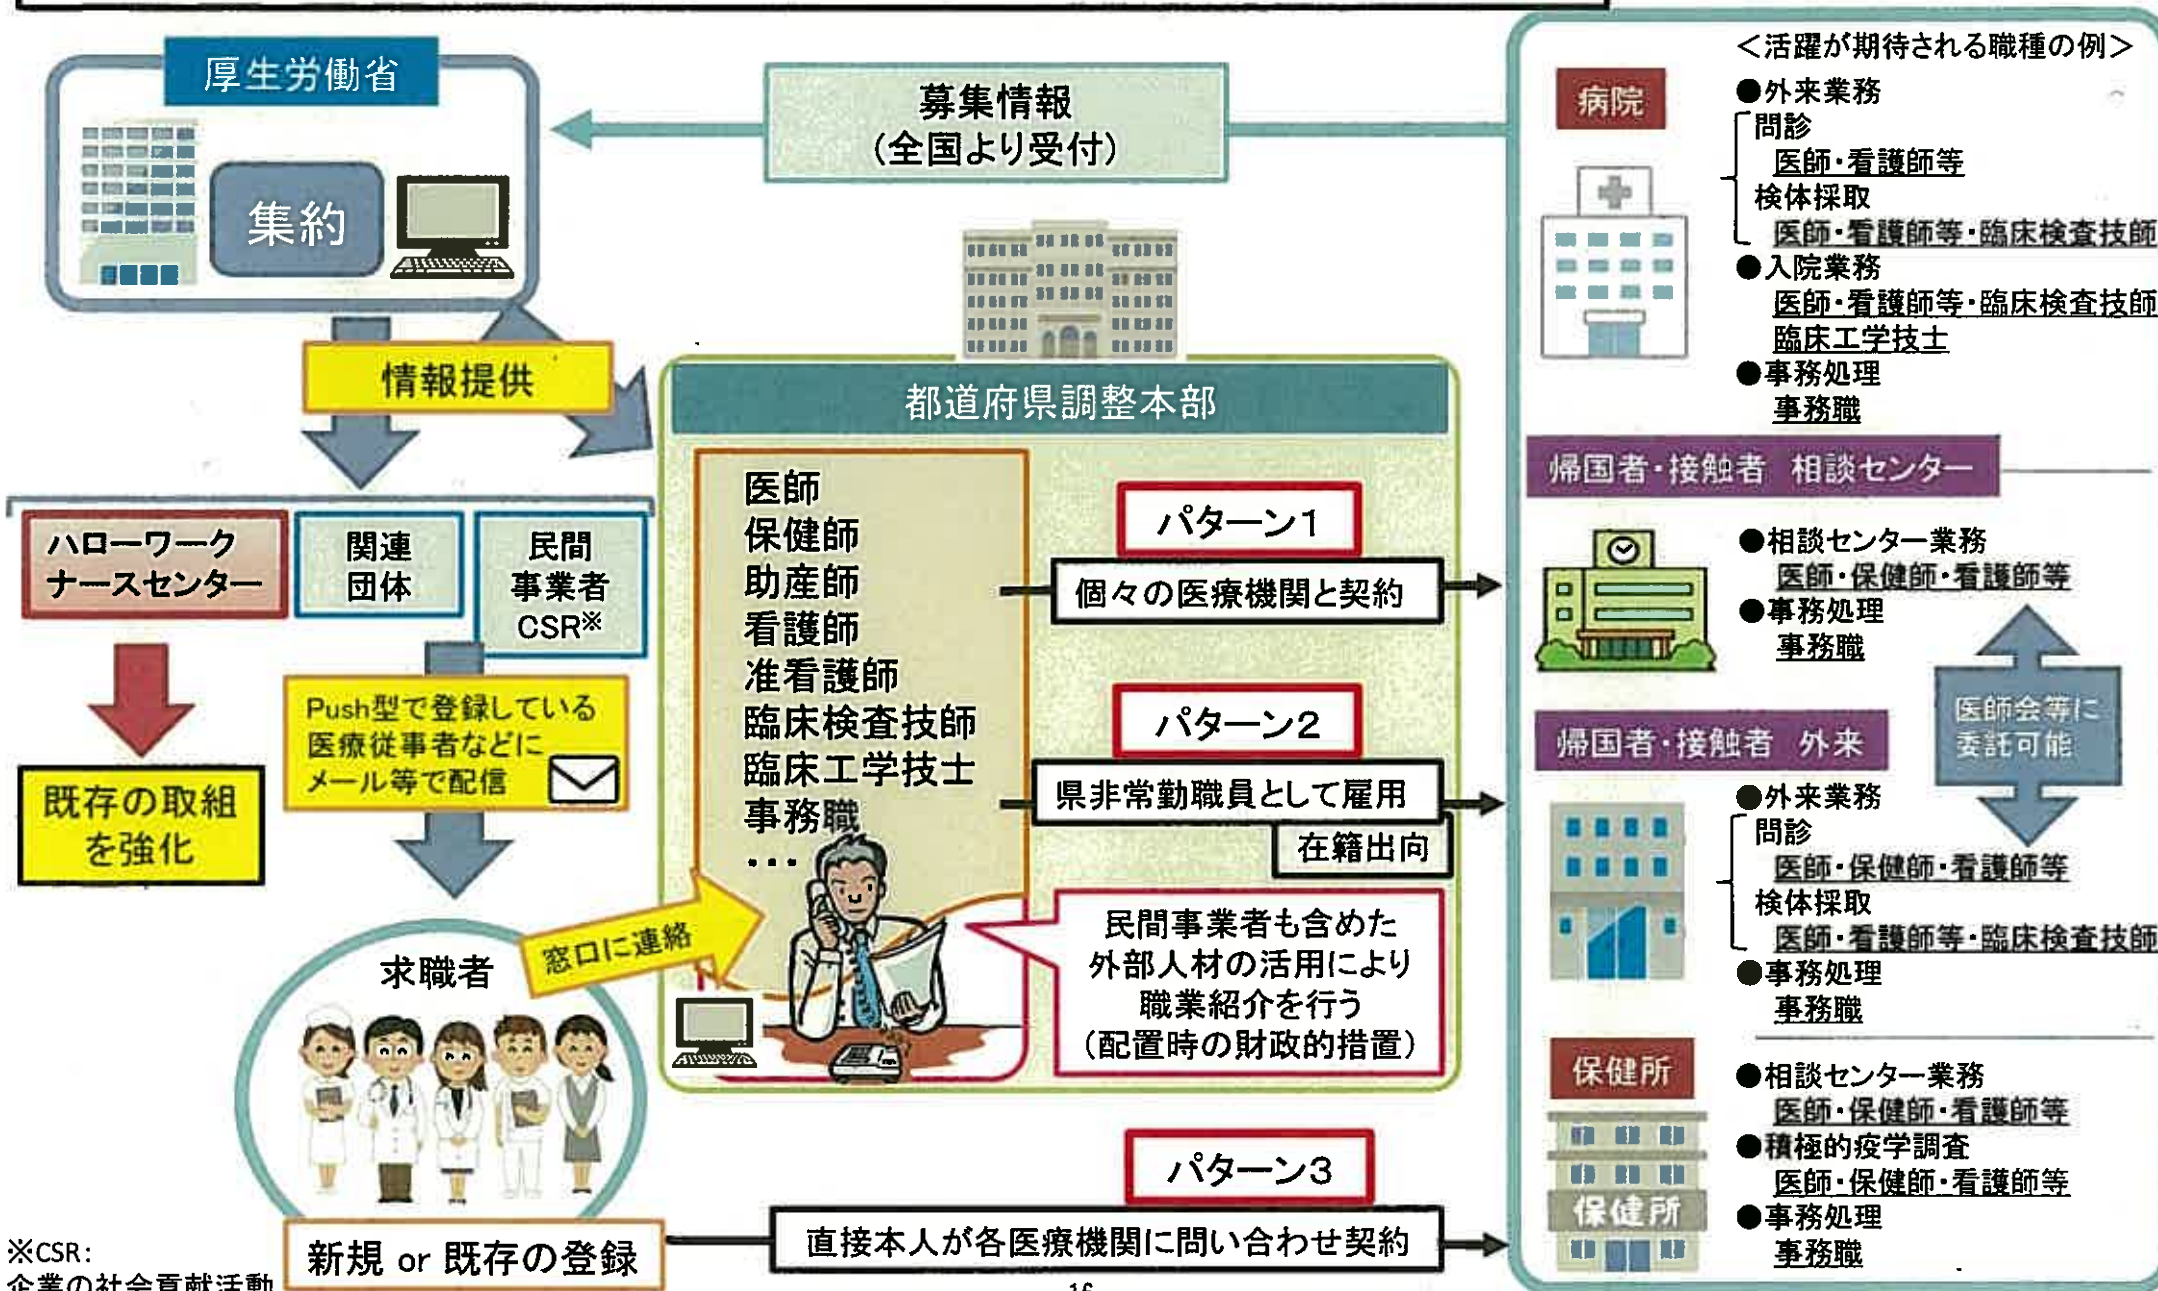 厚生労働省
集約
募集情報
(全国より受付)
情報提供
ハローワーク
ナースセンター
関連
団体
民間
事業者
CSR※
既存の取組
を強化
Push型で登録している
医療従事者などに
メール等で配信
求職者
窓口に連絡
新規 or 既存の登録
※CSR:
企業の社会貢献活動
都道府県調整本部
医師
保健師
助産師
看護師
准看護師
臨床検査技師
臨床工学技士
事務職
・・・
パターン1
個々の医療機関と契約
パターン2
県非常勤職員として雇用
在籍出向
民間事業者も含めた
外部人材の活用により
職業紹介を行う
(配置時の財政的措置)
パターン3
直接本人が各医療機関に問い合わせ契約
16
＜活躍が期待される職種の例＞
病院
●外来業務
問診
医師・看護師等
検体採取
医師・看護師等・臨床検査技師
●入院業務
医師・看護師等・臨床検査技師
臨床工学技士
●事務処理
事務職
帰国者・接触者 相談センター
●相談センター業務
医師・保健師・看護師等
●事務処理
事務職
医師会等に
委託可能
帰国者・接触者 外来
●外来業務
問診
医師・保健師・看護師等
検体採取
医師・看護師等・臨床検査技師
●事務処理
事務職
保健所
保健所
●相談センター業務
医師・保健師・看護師等
●積極的疫学調査
医師・保健師・看護師等
●事務処理
事務職